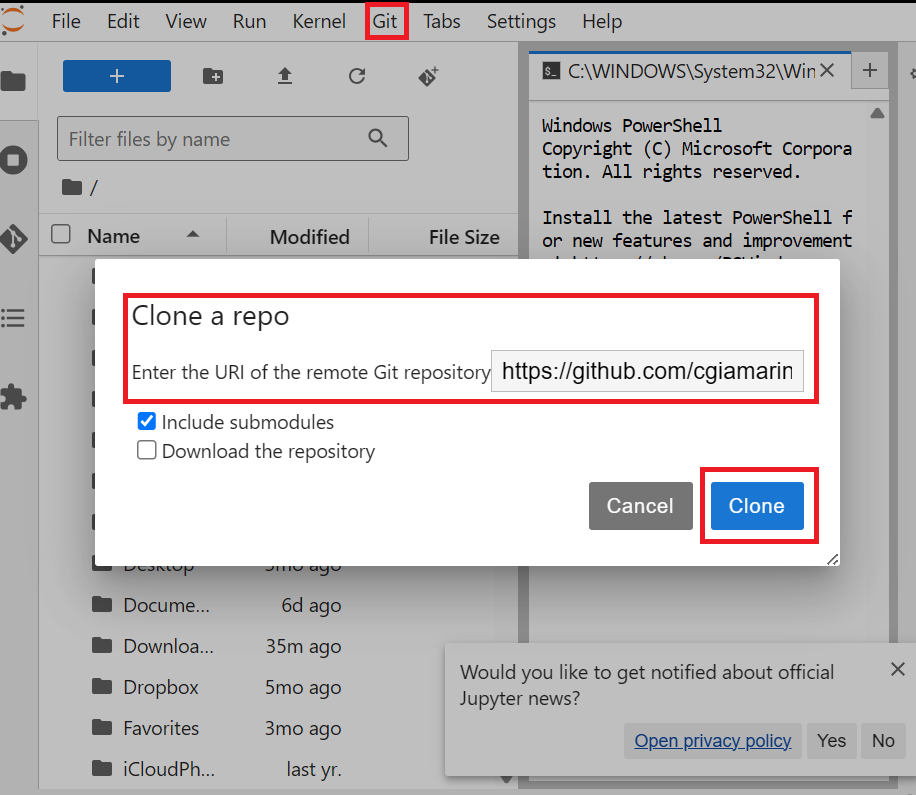 File Edit View Run Kernel Git Tabs Settings Help
+
Filter files by name
/
Name Modified File Size
C:\WINDOWS\System32\Win
Windows PowerShell
Copyright (C) Microsoft Corpora
tion. All rights reserved.
Install the latest PowerShell f
or new features and improvement
Clone a repo
Enter the URI of the remote Git repository https://github.com/cgiamarin
Include submodules
Download the repository
Cancel Clone
Desktop 5mo ago
Docume... 6d ago
Downloa... 35m ago
Dropbox 5mo ago
Favorites 3mo ago
iCloudPh... last yr.
Would you like to get notified about official
Jupyter news?
Open privacy policy Yes No